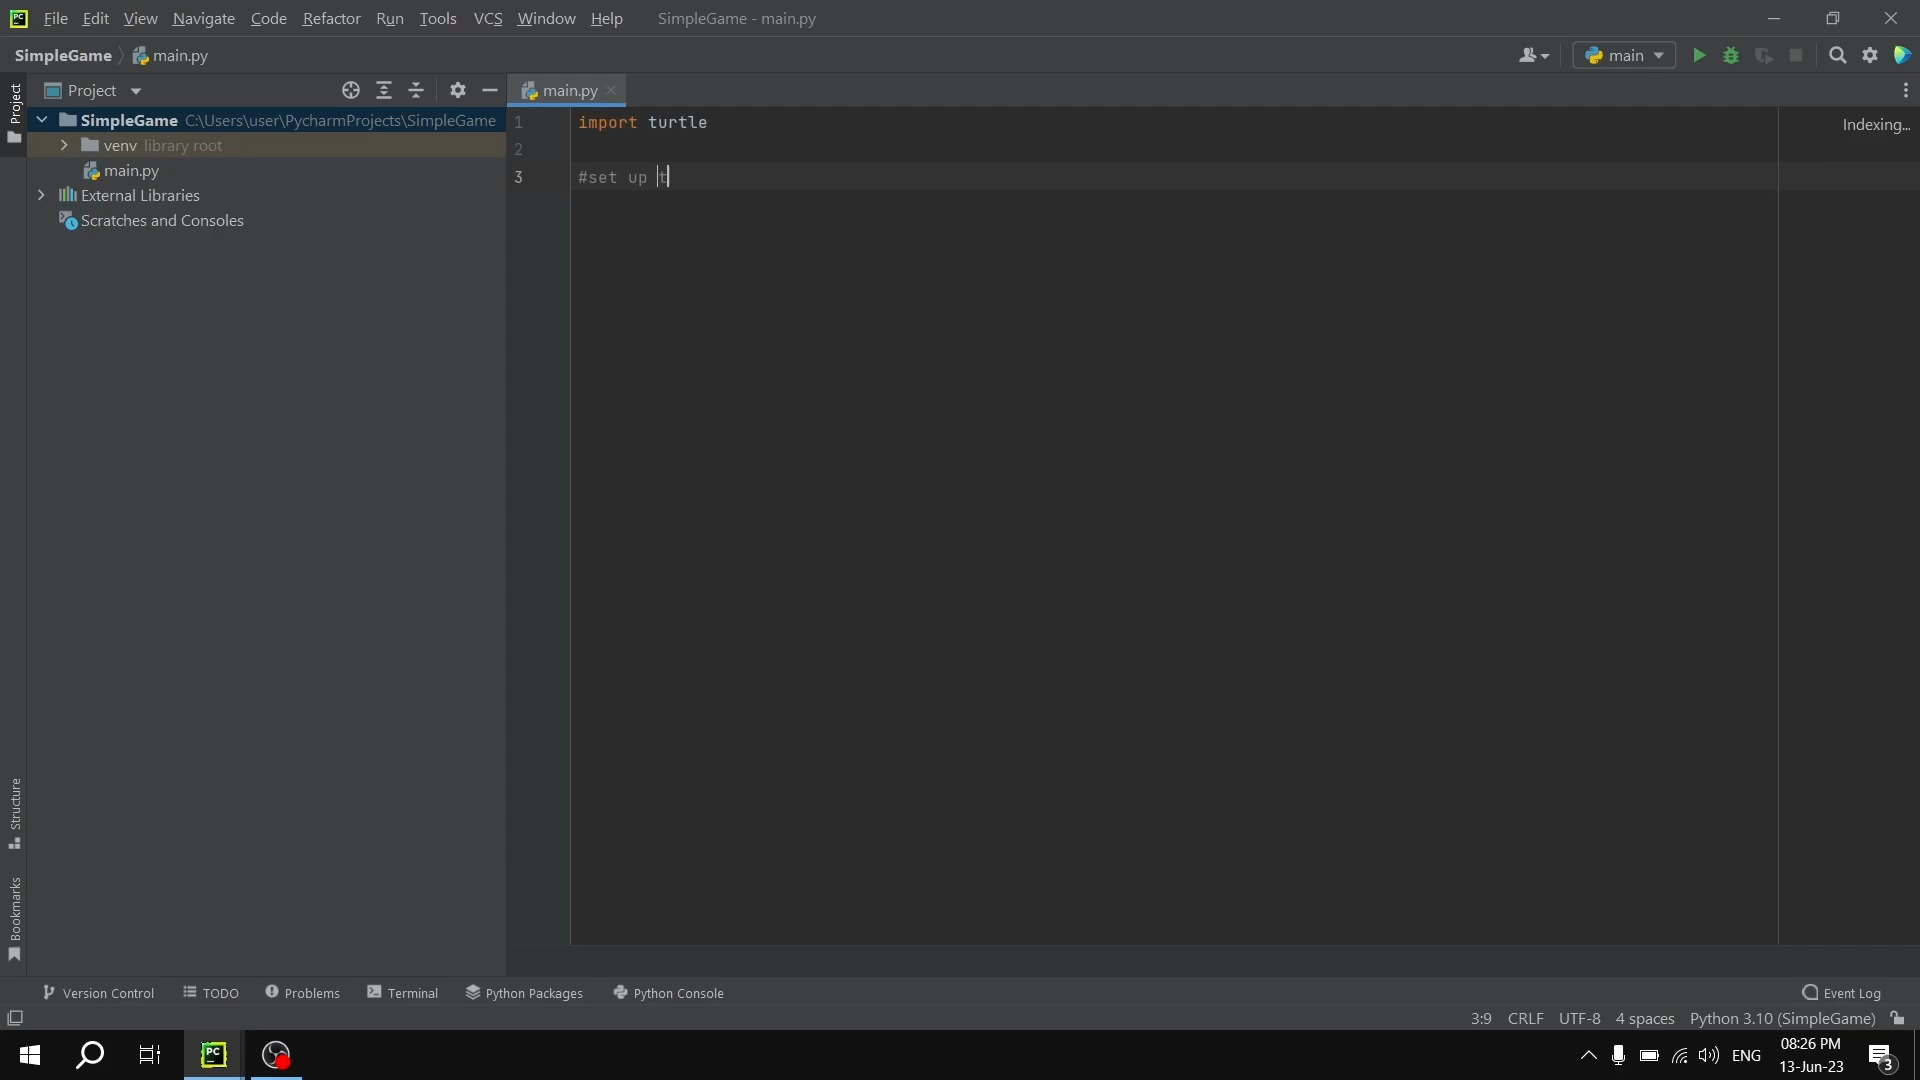 File Edit View Navigate Code Refactor Run Tools VCS Window Help SimpleGame - main.py
SimpleGame main.py main
Project main.py
Project
SimpleGame C:\Users\user\PycharmProjects\SimpleGame
venv library root
main.py
External Libraries
Scratches and Consoles
1 import turtle
2
3 #set up t
Indexing...
Structure
Bookmarks
Version Control TODO Problems Terminal Python Packages Python Console Event Log
3:9 CRLF UTF-8 4 spaces Python 3.10 (SimpleGame)
PC ENG 08:26 PM
13-Jun-23 3